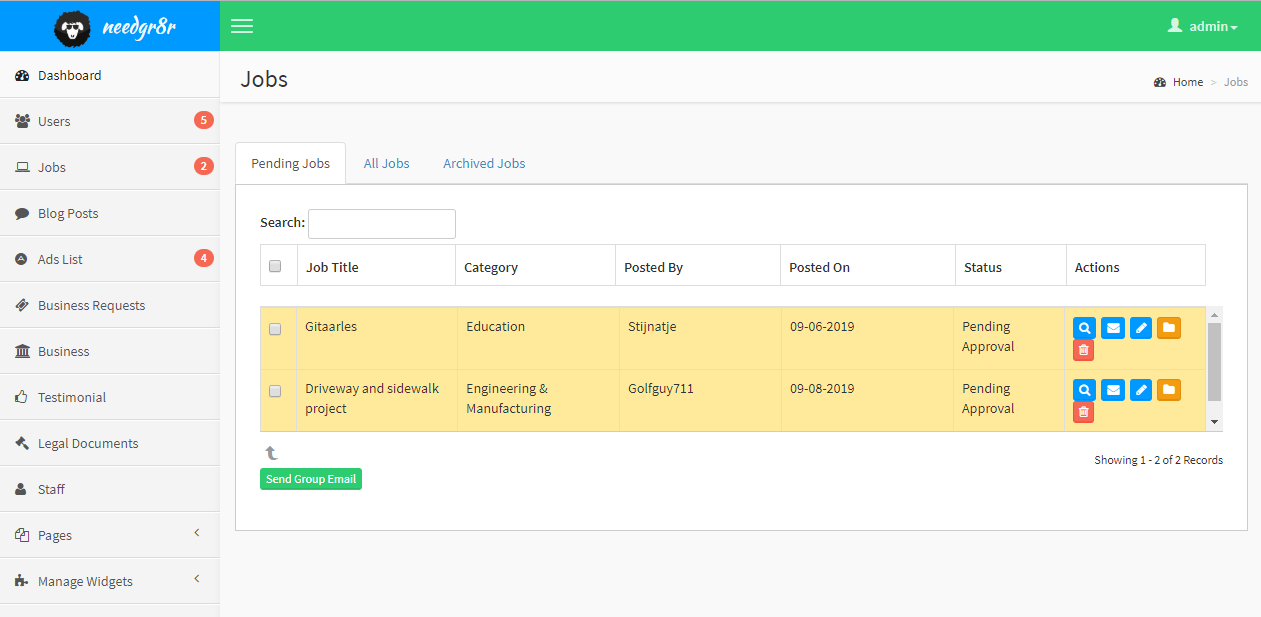 needgr8r
admin
Dashboard
Users 5
Jobs 2
Blog Posts
Ads List 4
Business Requests
Business
Testimonial
Legal Documents
Staff
Pages
Manage Widgets
Jobs
Home > Jobs
Pending Jobs All Jobs Archived Jobs
Search:
Job Title Category Posted By Posted On Status Actions
Gitaarles Education Stijnatje 09-06-2019 Pending
Approval
Driveway and sidewalk Engineering & Golfguy711 09-08-2019 Pending
project Manufacturing Approval
Showing 1 - 2 of 2 Records
Send Group Email